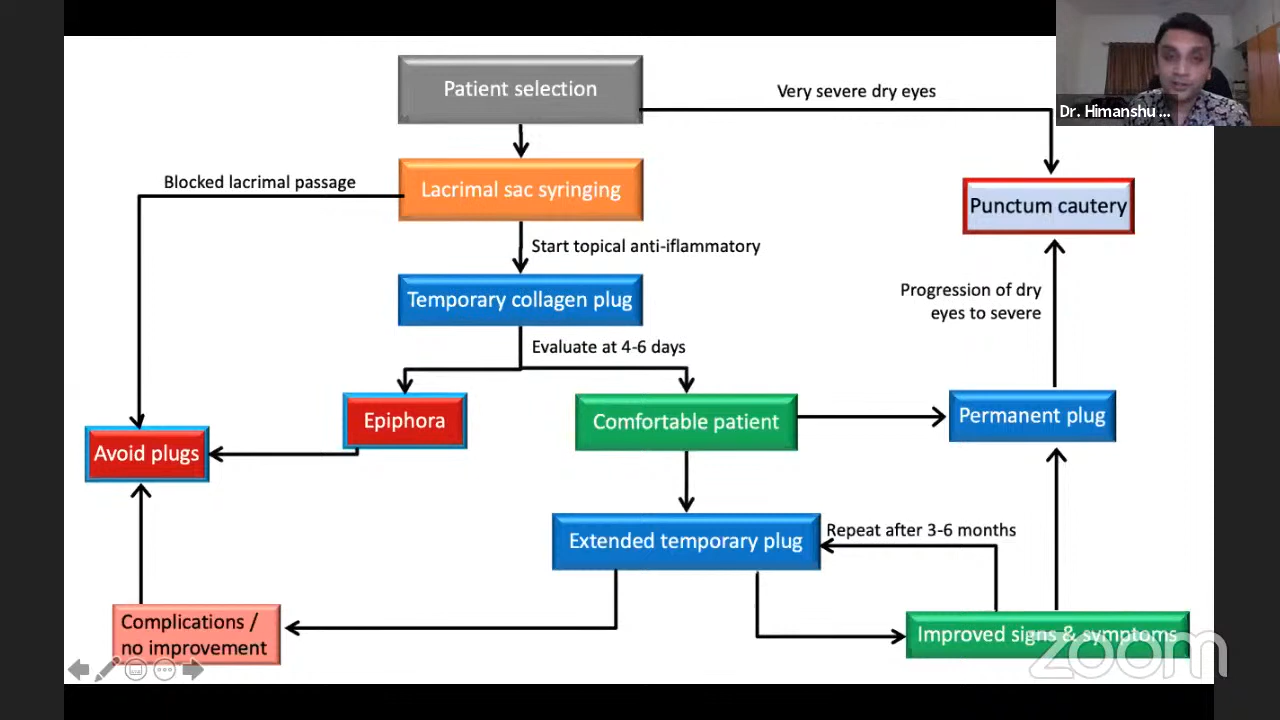 Patient selection
Very severe dry eyes
Dr. Himanshu ...
Blocked lacrimal passage
Lacrimal sac syringing
Punctum cautery
Start topical anti-iflammatory
Temporary collagen plug
Progression of dry
eyes to severe
Evaluate at 4-6 days
Epiphora
Comfortable patient
Permanent plug
Avoid plugs
Extended temporary plug
Repeat after 3-6 months
Complications /
no improvement
Improved signs & symptoms
zoom